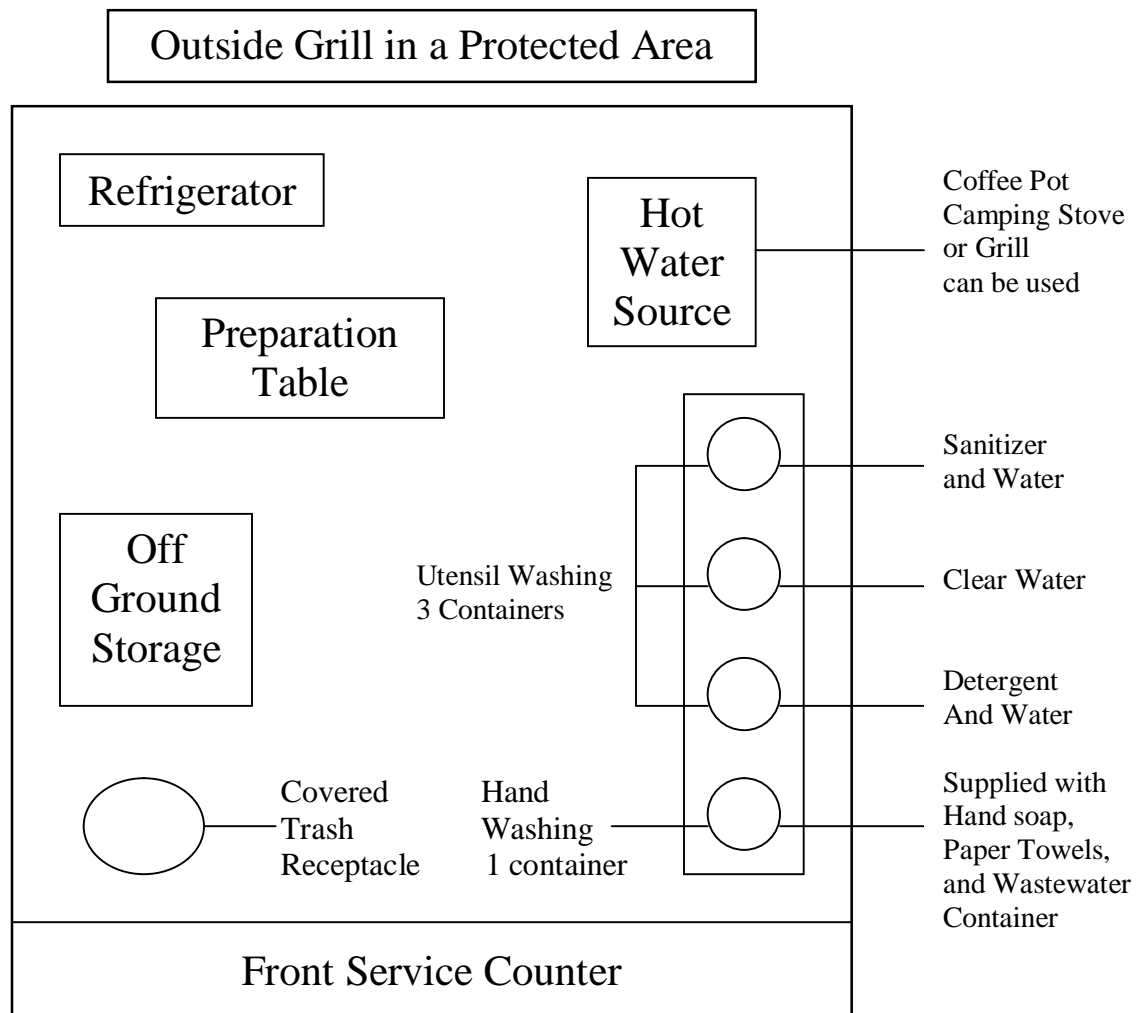 Outside Grill in a Protected Area
Refrigerator
Hot
Water
Source
Coffee Pot
Camping Stove
or Grill
can be used
Preparation
Table
Sanitizer
and Water
Off
Ground
Storage
Utensil Washing
3 Containers
Clear Water
Detergent
And Water
Covered
Trash
Receptacle
Hand
Washing
1 container
Supplied with
Hand soap,
Paper Towels,
and Wastewater
Container
Front Service Counter